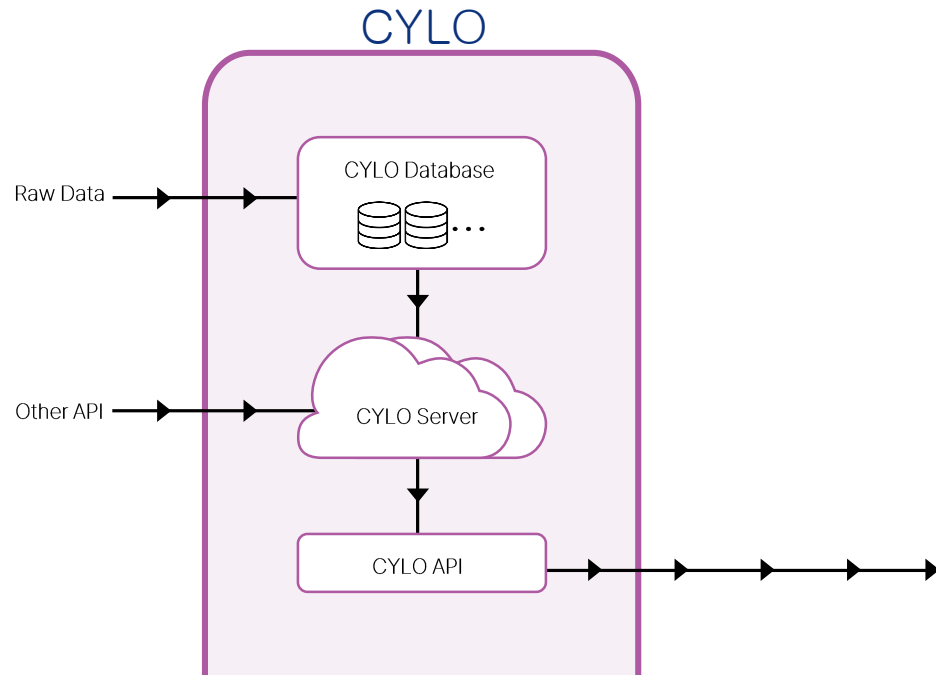 CYLO
CYLO Database
Raw Data
Other API
CYLO Server
CYLO API